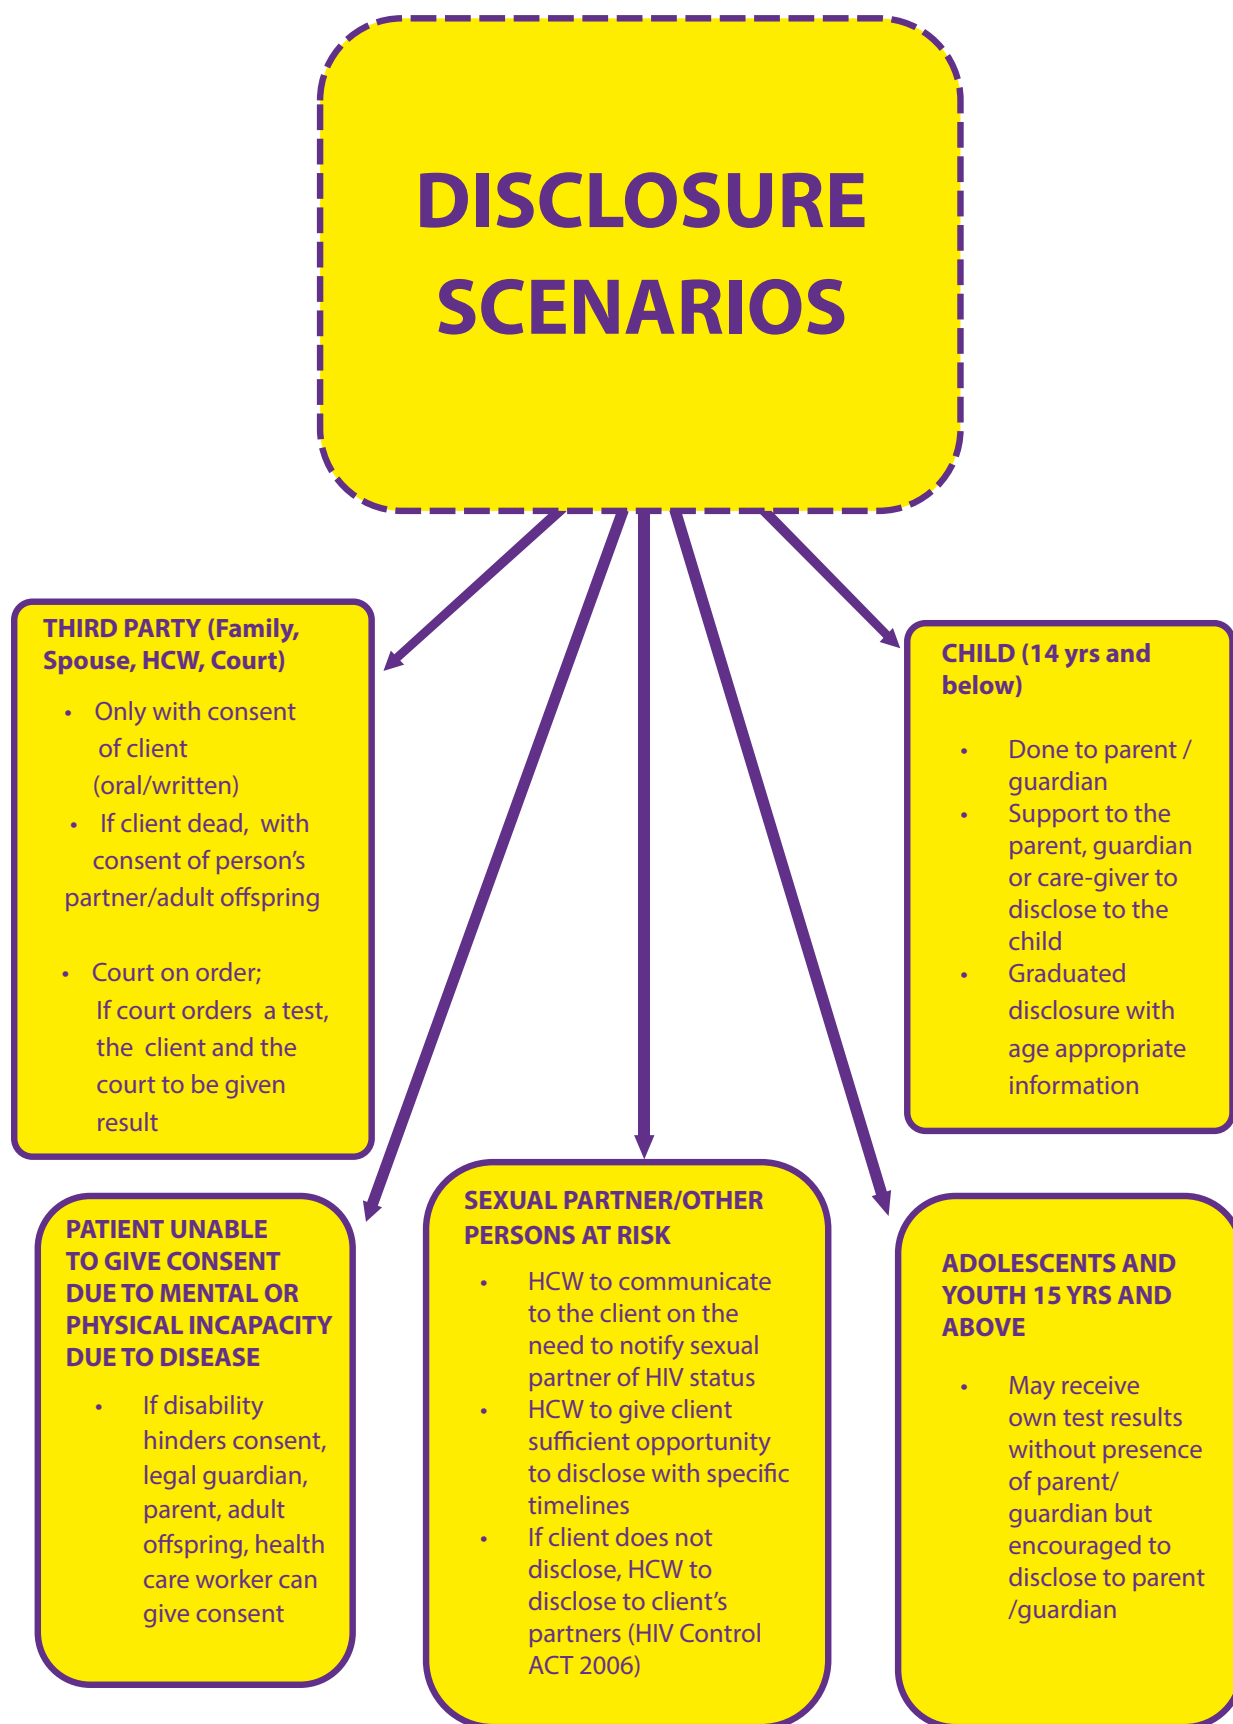 DISCLOSURE
SCENARIOS
THIRD PARTY (Family,
Spouse, HCW, Court)
• Only with consent
of client
(oral/written)
• If client dead, with
consent of person's
partner/adult offspring
• Court on order;
If court orders a test,
the client and the
court to be given
result
CHILD (14 yrs and
below)
• Done to parent /
guardian
• Support to the
parent, guardian
or care-giver to
disclose to the
child
• Graduated
disclosure with
age appropriate
information
PATIENT UNABLE
TO GIVE CONSENT
DUE TO MENTAL OR
PHYSICAL INCAPACITY
DUE TO DISEASE
• If disability
hinders consent,
legal guardian,
parent, adult
offspring, health
care worker can
give consent
SEXUAL PARTNER/OTHER
PERSONS AT RISK
• HCW to communicate
to the client on the
need to notify sexual
partner of HIV status
• HCW to give client
sufficient opportunity
to disclose with specific
timelines
• If client does not
disclose, HCW to
disclose to client's
partners (HIV Control
ACT 2006)
ADOLESCENTS AND
YOUTH 15 YRS AND
ABOVE
• May receive
own test results
without presence
of parent/
guardian but
encouraged to
disclose to parent
/guardian